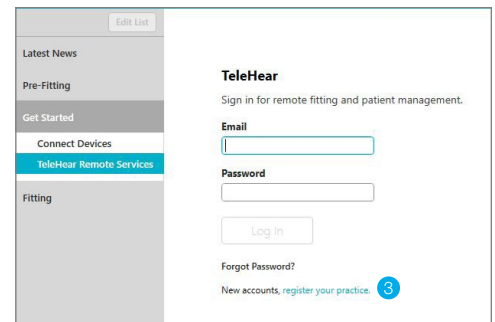 Edit List
Latest News
Pre-Fitting
Get Started
Connect Devices
TeleHear Remote Services
Fitting
TeleHear
Sign in for remote fitting and patient management.
Email
Password
Log In
Forgot Password?
New accounts, register your practice. 3